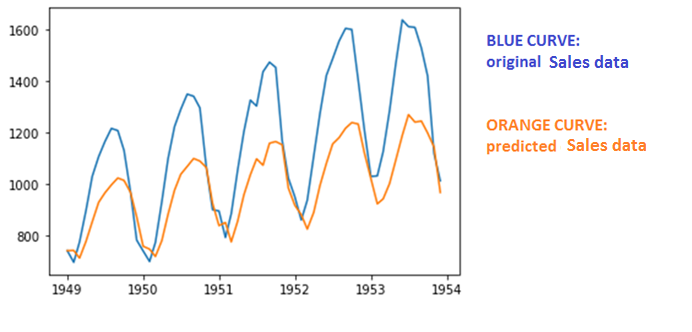 1600
1400
1200
1000
800
1949 1950 1951 1952 1953 1954
BLUE CURVE:
original Sales data
ORANGE CURVE:
predicted Sales data